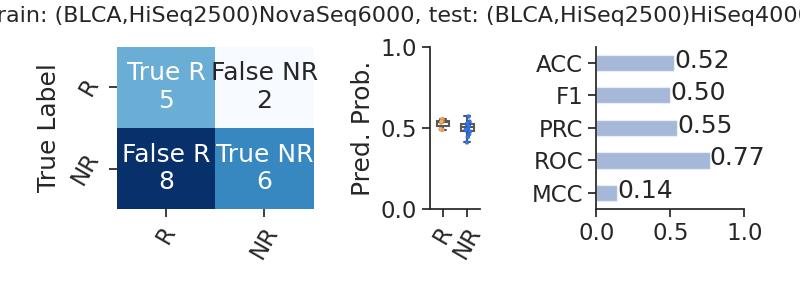 rain: (BLCA,HiSeq2500)NovaSeq6000, test: (BLCA,HiSeq2500)HiSeq400
True Label
R
NR
True R
5
False NR
2
False R
8
True NR
6
R
NR
Pred. Prob.
1.0
0.5
0.0
R
NR
ACC
0.52
F1
0.50
PRC
0.55
ROC
0.77
MCC
0.14
0.0
0.5
1.0